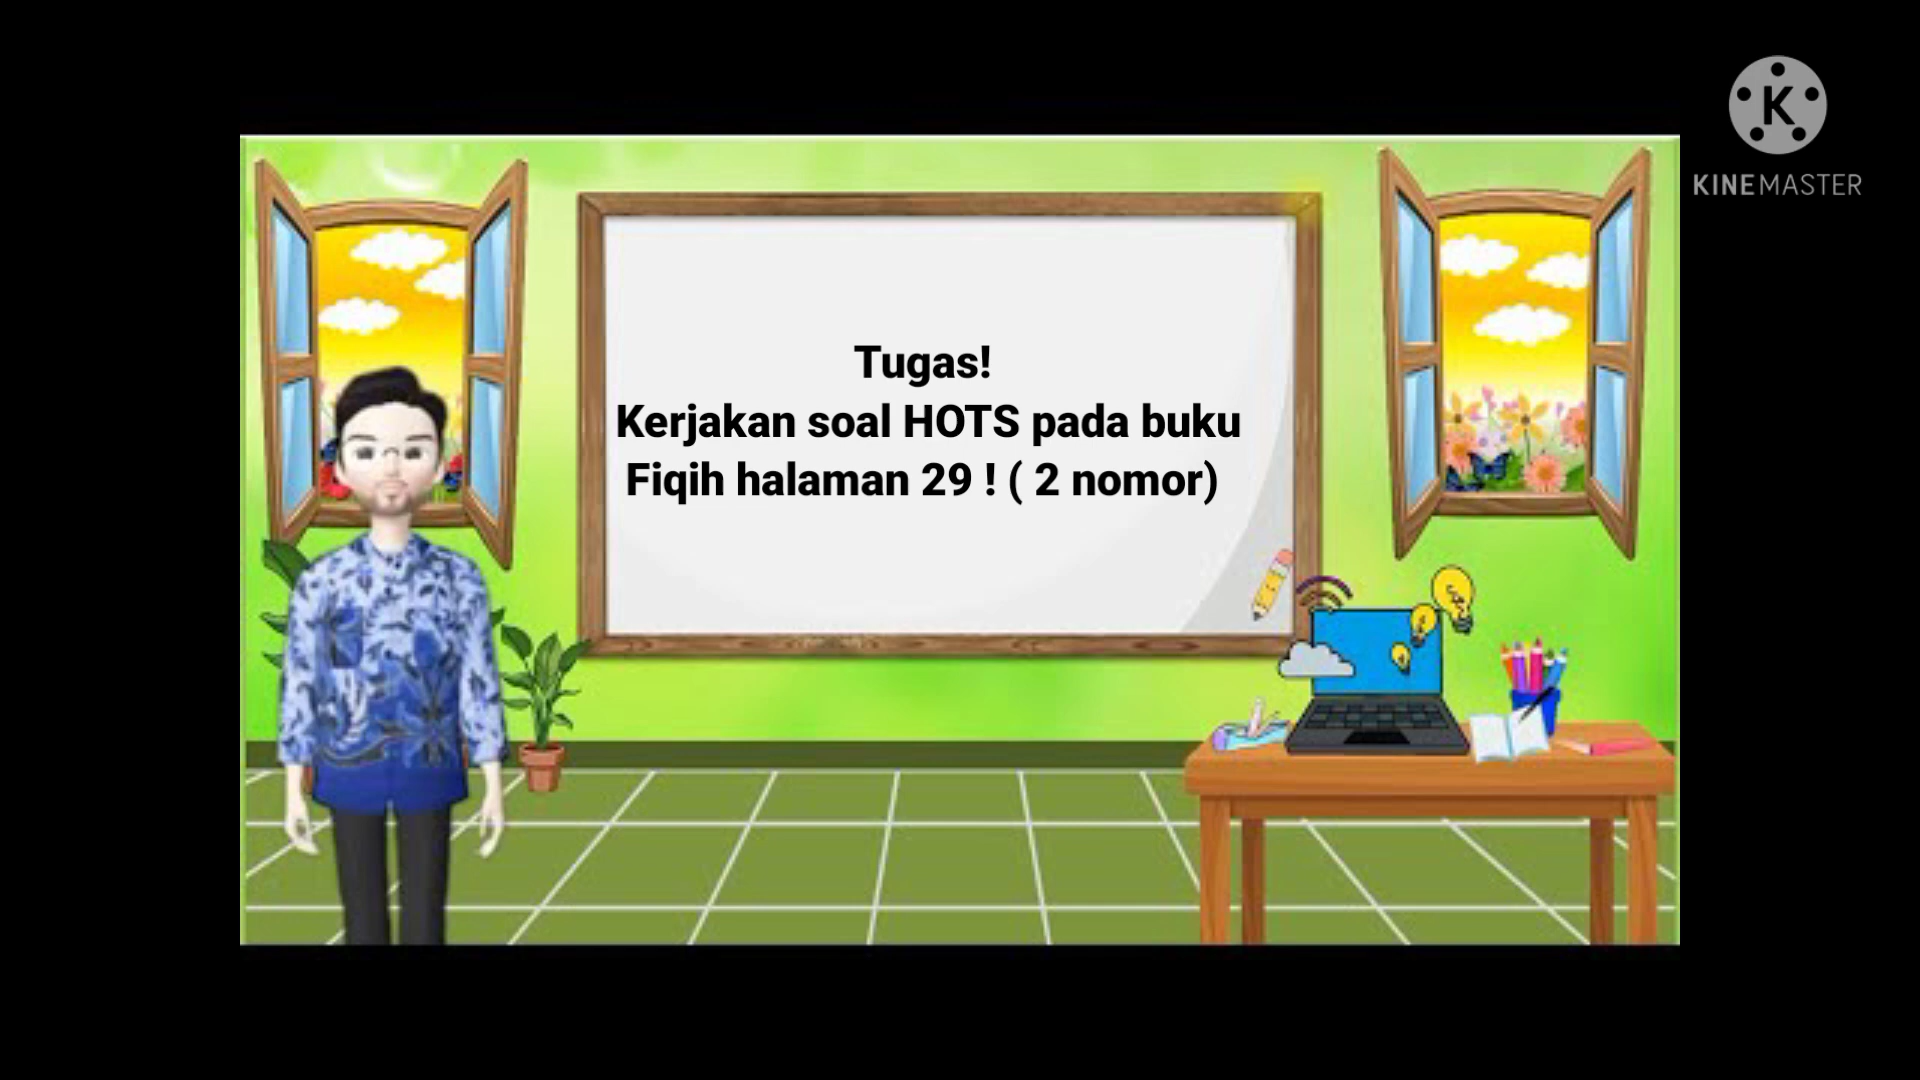 Tugas!
Kerjakan soal HOTS pada buku
Fiqih halaman 29 ! ( 2 nomor)
K
KINEMASTER